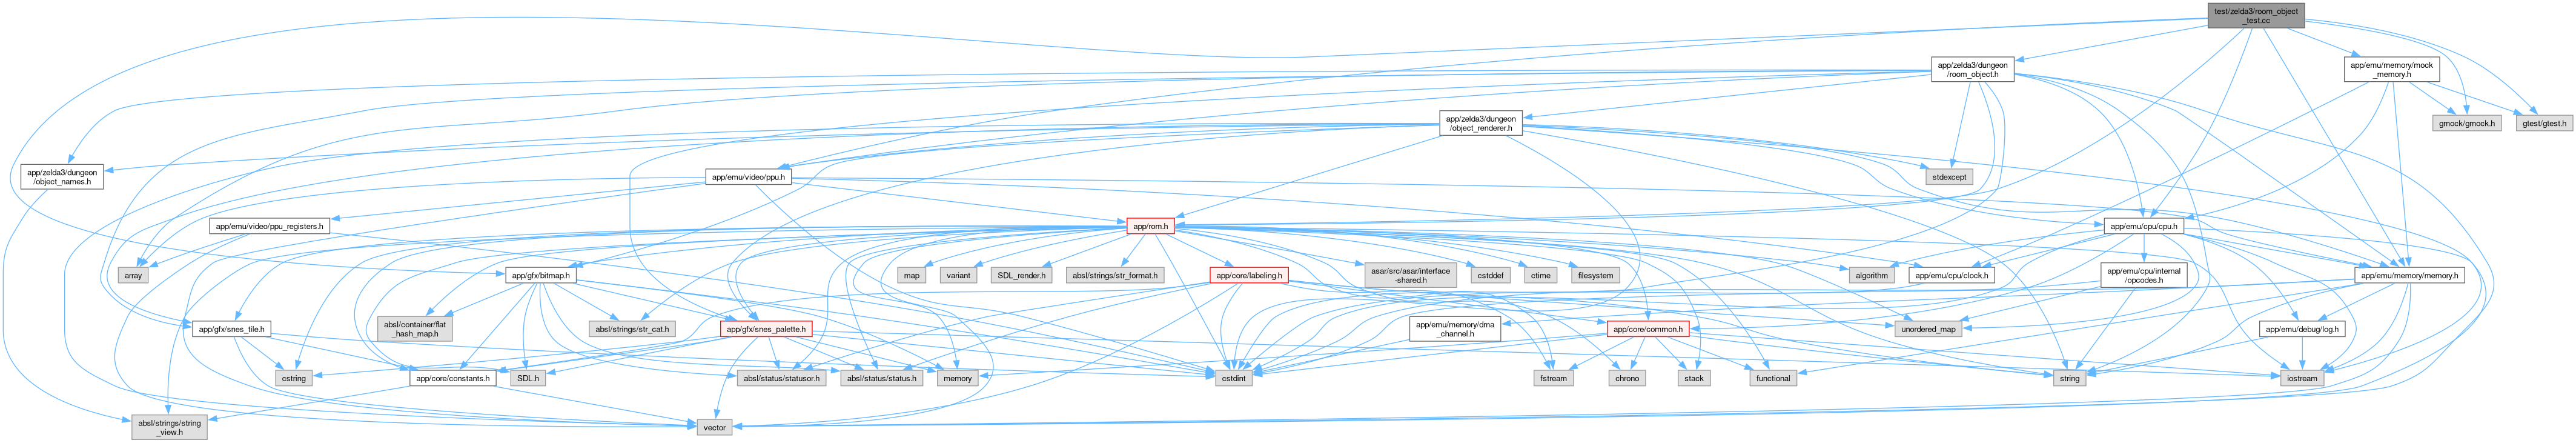 test/zelda3/room_object
_test.cc
app/zelda3/dungeon
/room_object.h
app/emu/memory/mock
_memory.h
app/zelda3/dungeon
/object_renderer.h
gmock/gmock.h
gtest/gtest.h
app/zelda3/dungeon
/object_names.h
app/emu/video/ppu.h
stdexcept
app/emu/video/ppu_registers.h
app/rom.h
app/emu/cpu/cpu.h
array
app/gfx/bitmap.h
map
variant
SDL_render.h
absl/strings/str_format.h
app/core/labeling.h
asar/src/asar/interface
-shared.h
cstddef
ctime
filesystem
algorithm
app/emu/cpu/clock.h
app/emu/cpu/internal
/opcodes.h
app/emu/memory/memory.h
app/gfx/snes_tile.h
absl/container/flat
_hash_map.h
absl/strings/str_cat.h
app/gfx/snes_palette.h
app/emu/memory/dma
_channel.h
app/core/common.h
unordered_map
app/emu/debug/log.h
cstring
app/core/constants.h
SDL.h
absl/status/statusor.h
absl/status/status.h
memory
cstdint
fstream
chrono
stack
functional
string
iostream
absl/strings/string
_view.h
vector